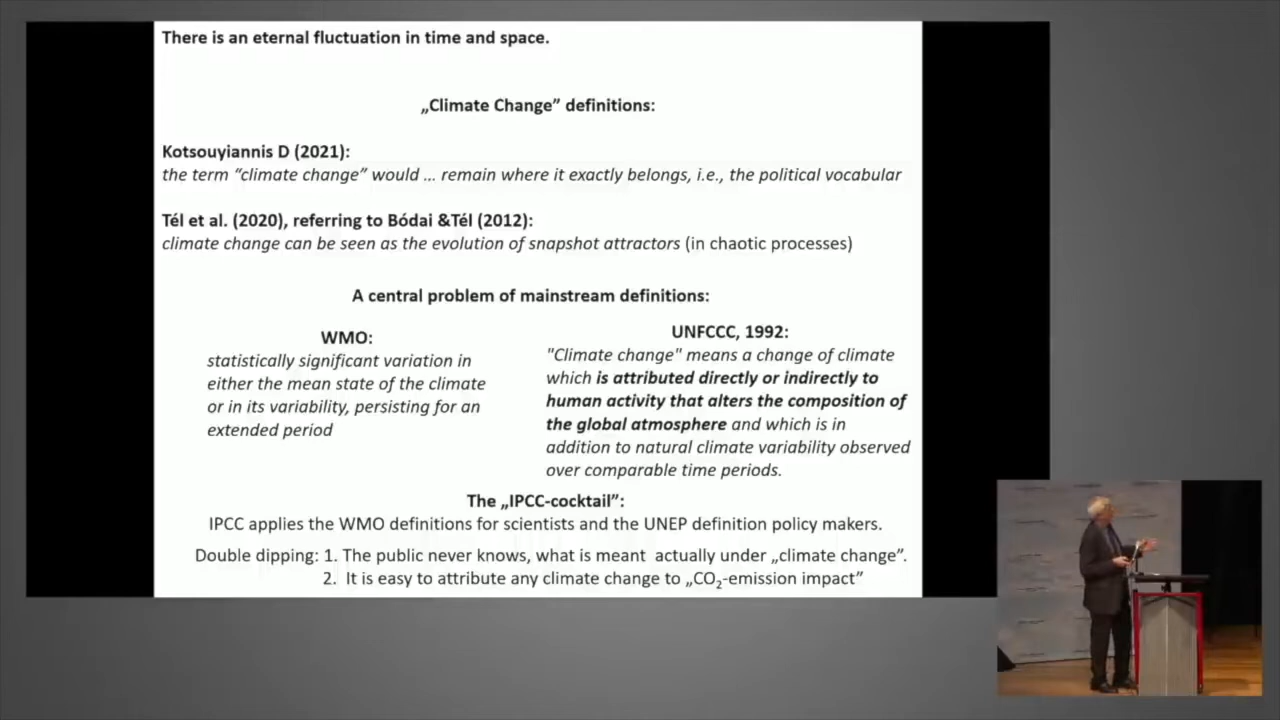 There is an eternal fluctuation in time and space.
„Climate Change” definitions:
Kotsouyiannis D (2021):
the term “climate change” would ... remain where it exactly belongs, i.e., the political vocabular
Tél et al. (2020), referring to Bódai &Tél (2012):
climate change can be seen as the evolution of snapshot attractors (in chaotic processes)
A central problem of mainstream definitions:
WMO:
statistically significant variation in
either the mean state of the climate
or in its variability, persisting for an
extended period
UNFCCC, 1992:
"Climate change" means a change of climate
which is attributed directly or indirectly to
human activity that alters the composition of
the global atmosphere and which is in
addition to natural climate variability observed
over comparable time periods.
The „IPCC-cocktail”:
IPCC applies the WMO definitions for scientists and the UNEP definition policy makers.
Double dipping: 1. The public never knows, what is meant actually under „climate change”.
2. It is easy to attribute any climate change to „CO₂-emission impact”